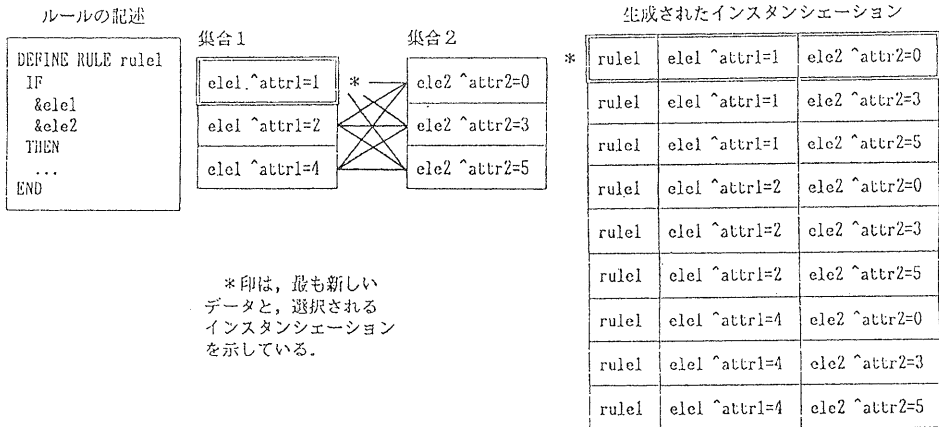 ルールの記述
DEFINE RULE rule1
IF
&ele1
&ele2
THEN
...
END
集合1
ele1 ^attr1=1
ele1 ^attr1=2
ele1 ^attr1=4
*
集合2
ele2 ^attr2=0
ele2 ^attr2=3
ele2 ^attr2=5
*印は，最も新しい
データと，選択される
インスタンシェーション
を示している．
生成されたインスタンシェーション
* rule1 ele1 ^attr1=1 ele2 ^attr2=0
rule1 ele1 ^attr1=1 ele2 ^attr2=3
rule1 ele1 ^attr1=1 ele2 ^attr2=5
rule1 ele1 ^attr1=2 ele2 ^attr2=0
rule1 ele1 ^attr1=2 ele2 ^attr2=3
rule1 ele1 ^attr1=2 ele2 ^attr2=5
rule1 ele1 ^attr1=4 ele2 ^attr2=0
rule1 ele1 ^attr1=4 ele2 ^attr2=3
rule1 ele1 ^attr1=4 ele2 ^attr2=5